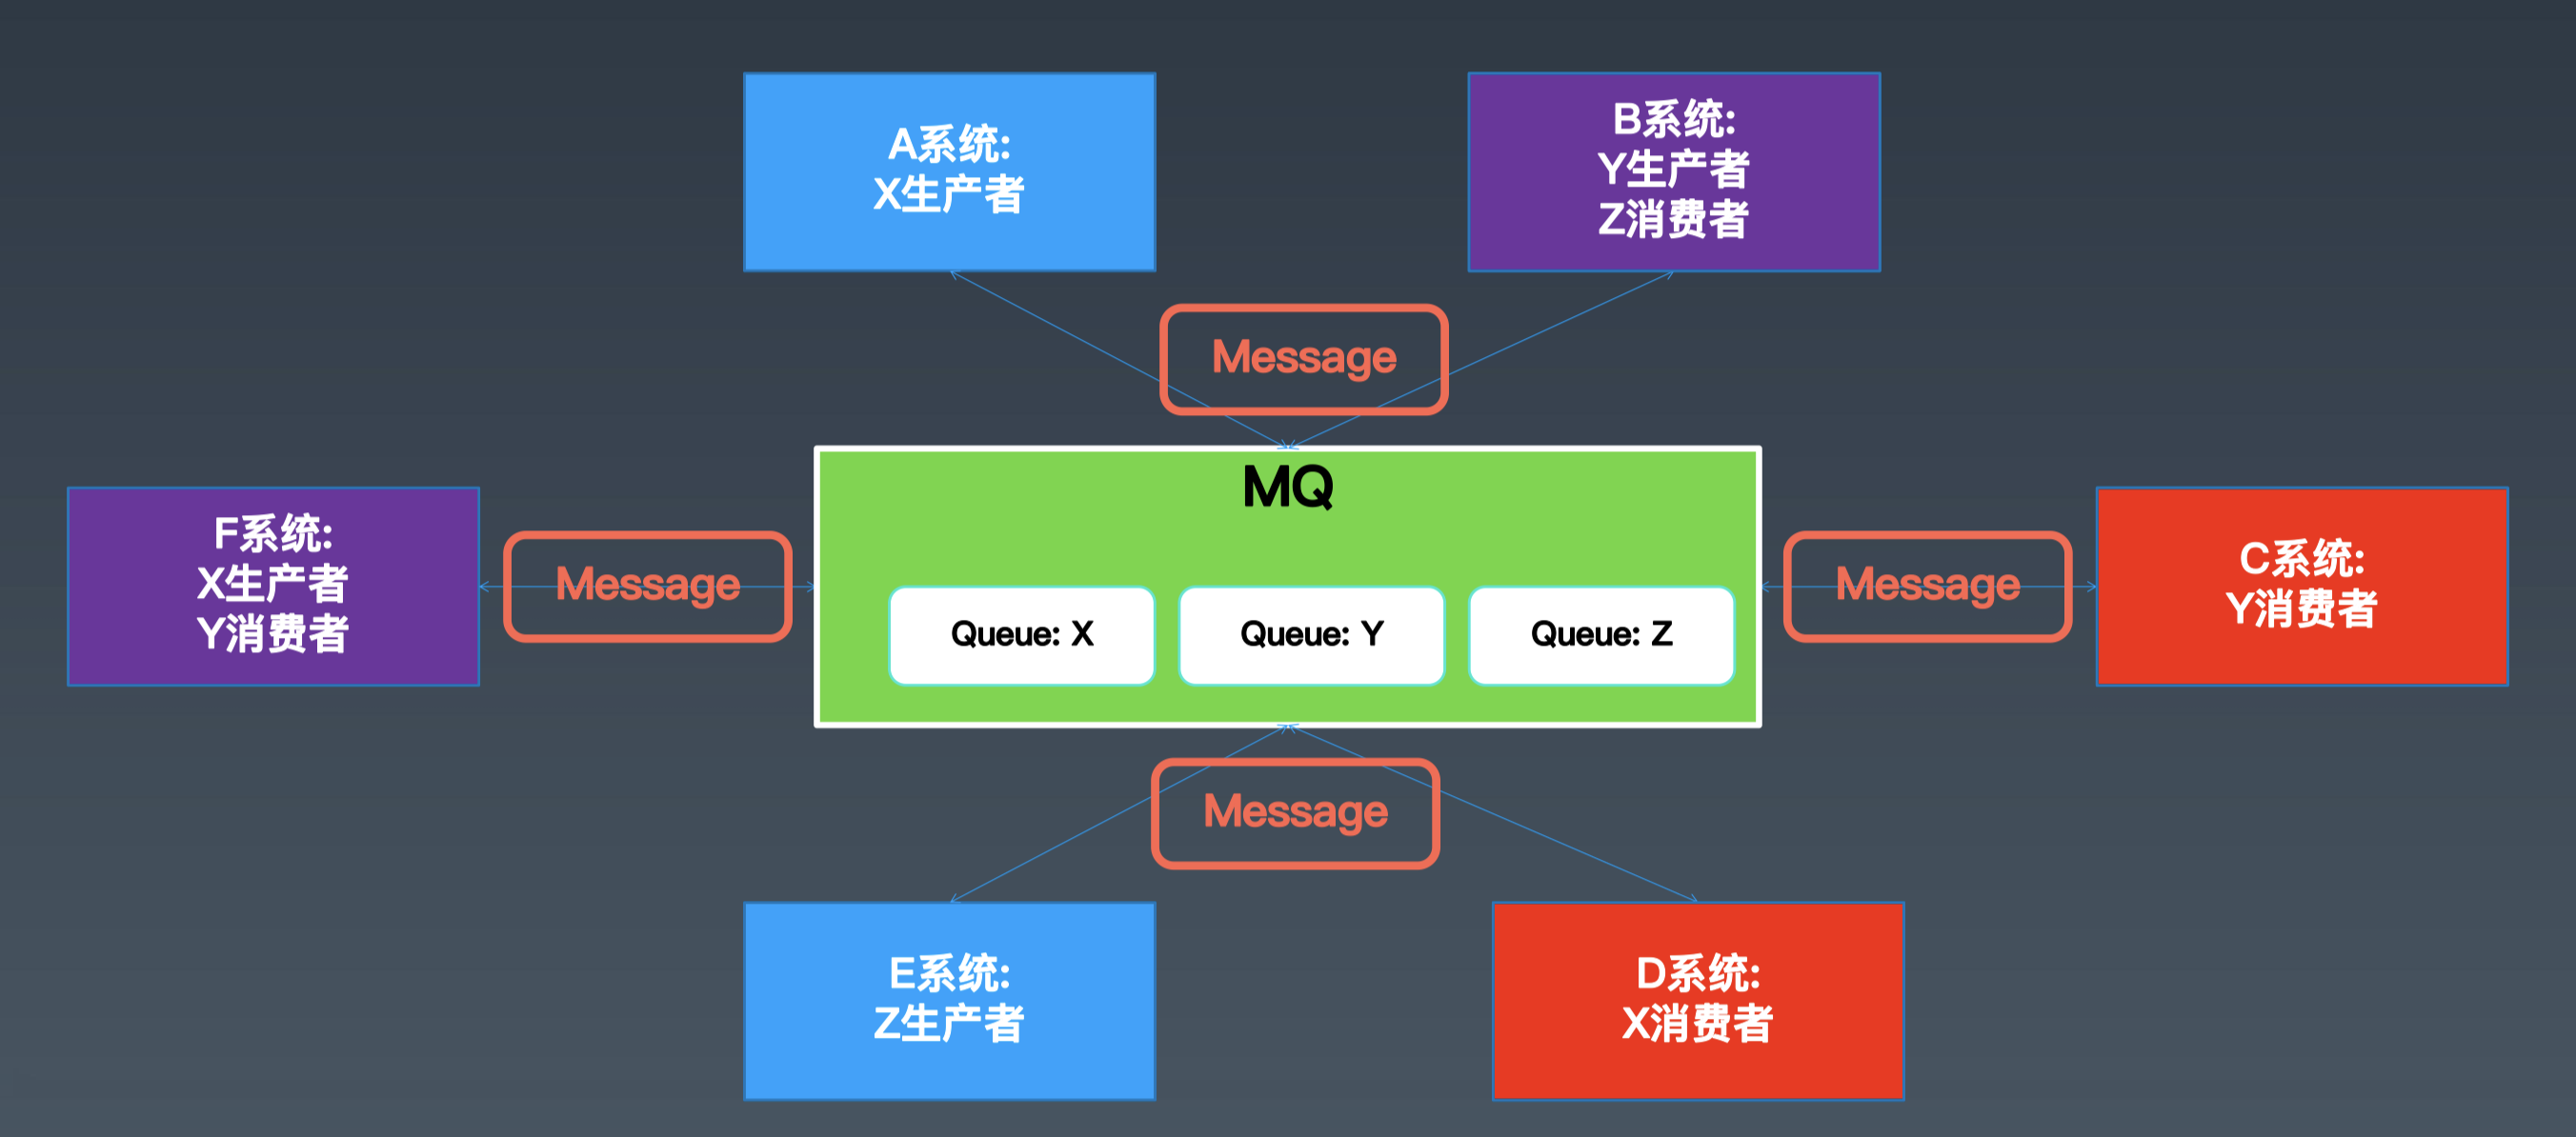 A系统:
X生产者
B系统:
Y生产者
Z消费者
Message
MQ
F系统:
X生产者
Y消费者
Message
Queue: X
Queue: Y
Queue: Z
Message
C系统:
Y消费者
Message
E系统:
Z生产者
D系统:
X消费者